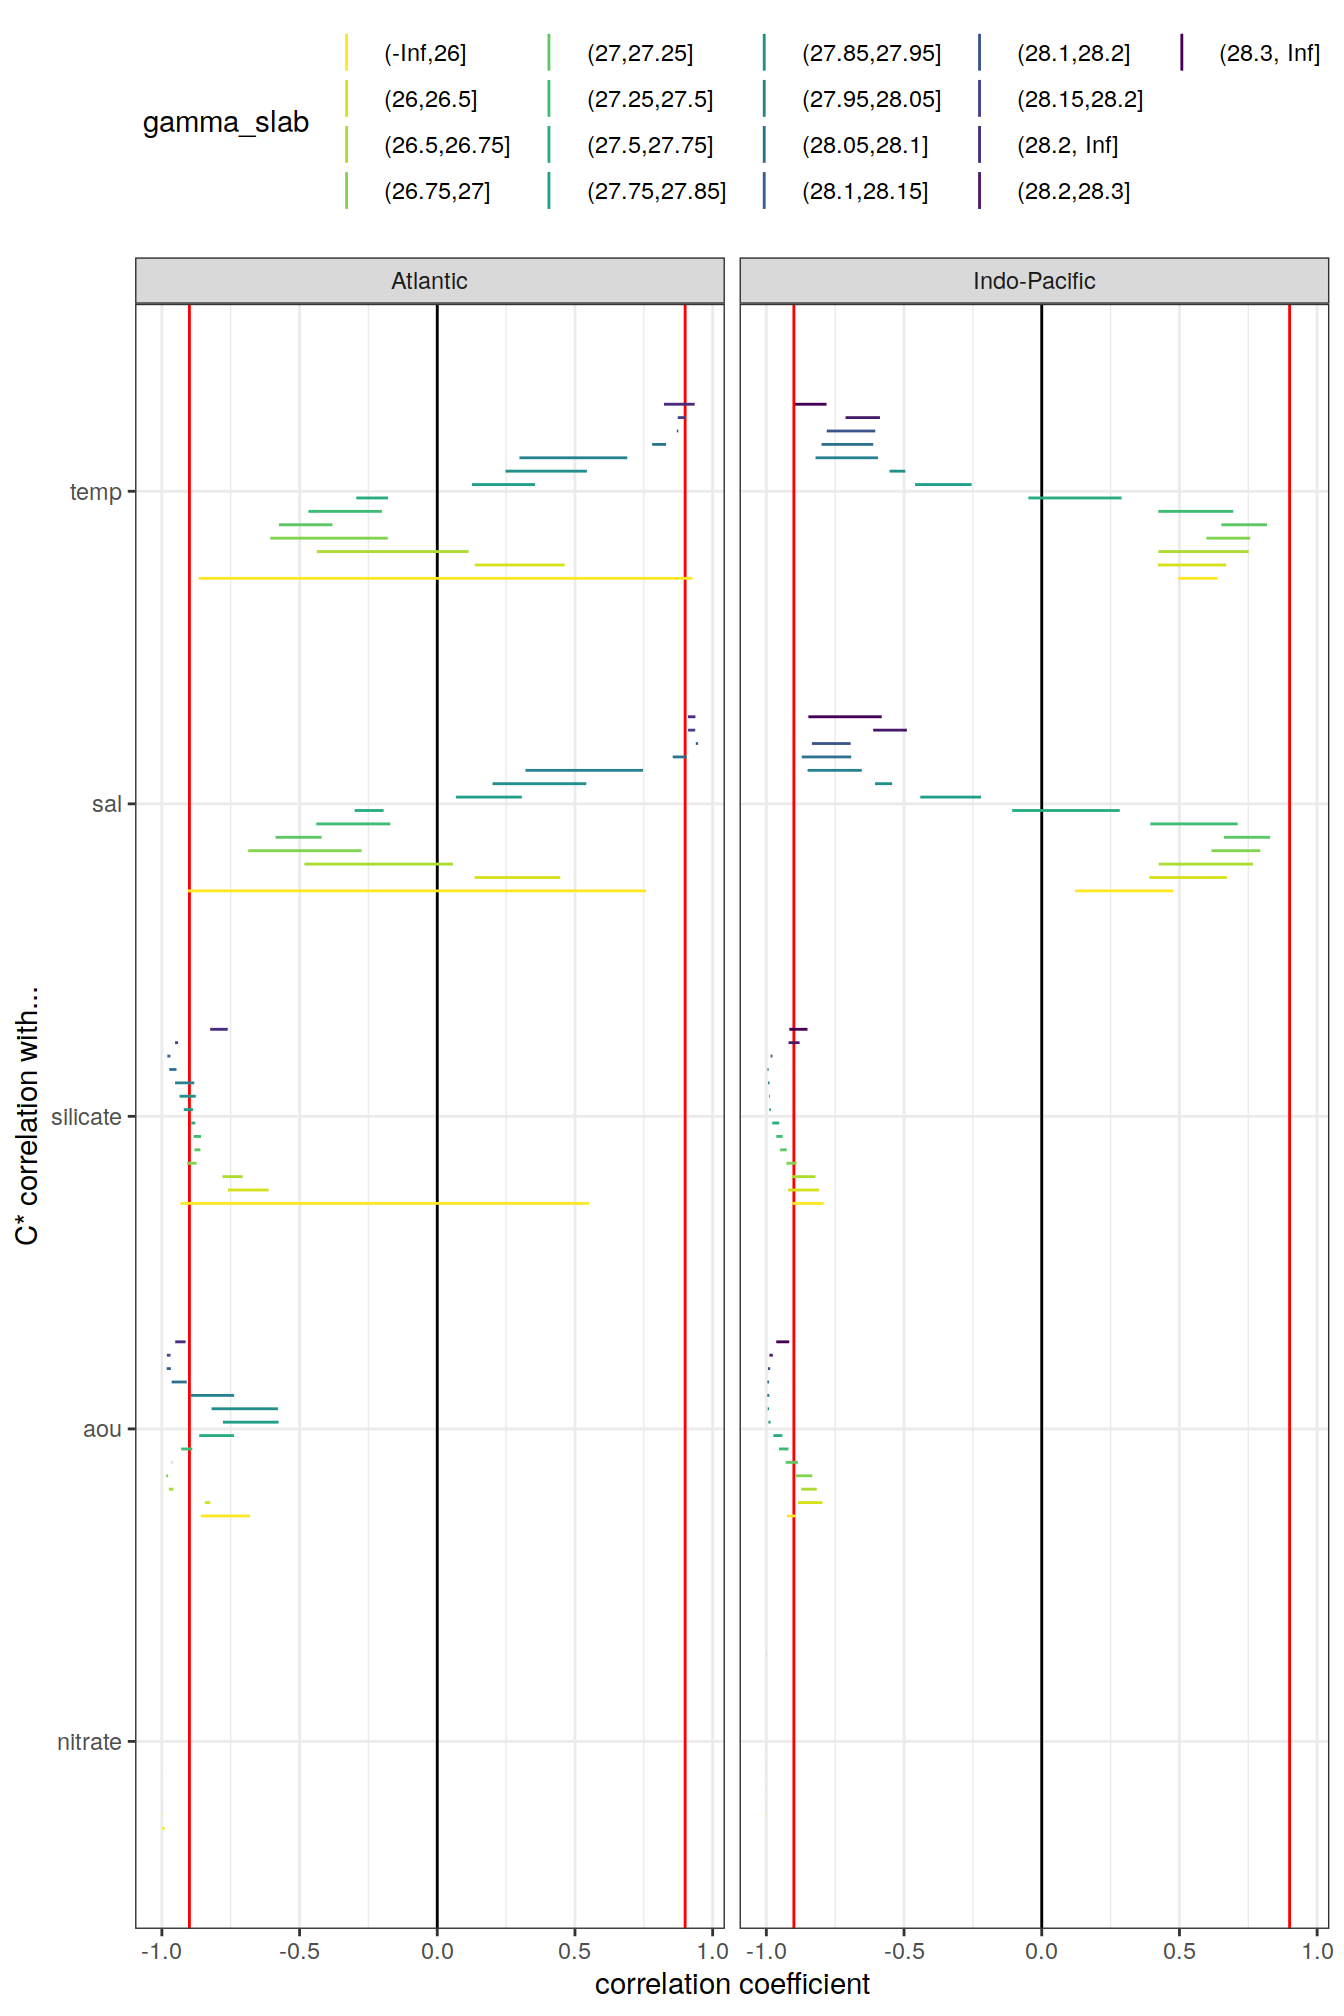 gamma_slab
(-Inf,26]
(26,26.5]
(26.5,26.75]
(26.75,27]
(27,27.25]
(27.25,27.5]
(27.5,27.75]
(27.75,27.85]
(27.85,27.95]
(27.95,28.05]
(28.05,28.1]
(28.1,28.15]
(28.1,28.2]
(28.15,28.2]
(28.2, Inf]
(28.2,28.3]
(28.3, Inf]
Atlantic
Indo-Pacific
C* correlation with...
temp
sal
silicate
aou
nitrate
-1.0 -0.5 0.0 0.5 1.0
-1.0 -0.5 0.0 0.5 1.0
correlation coefficient